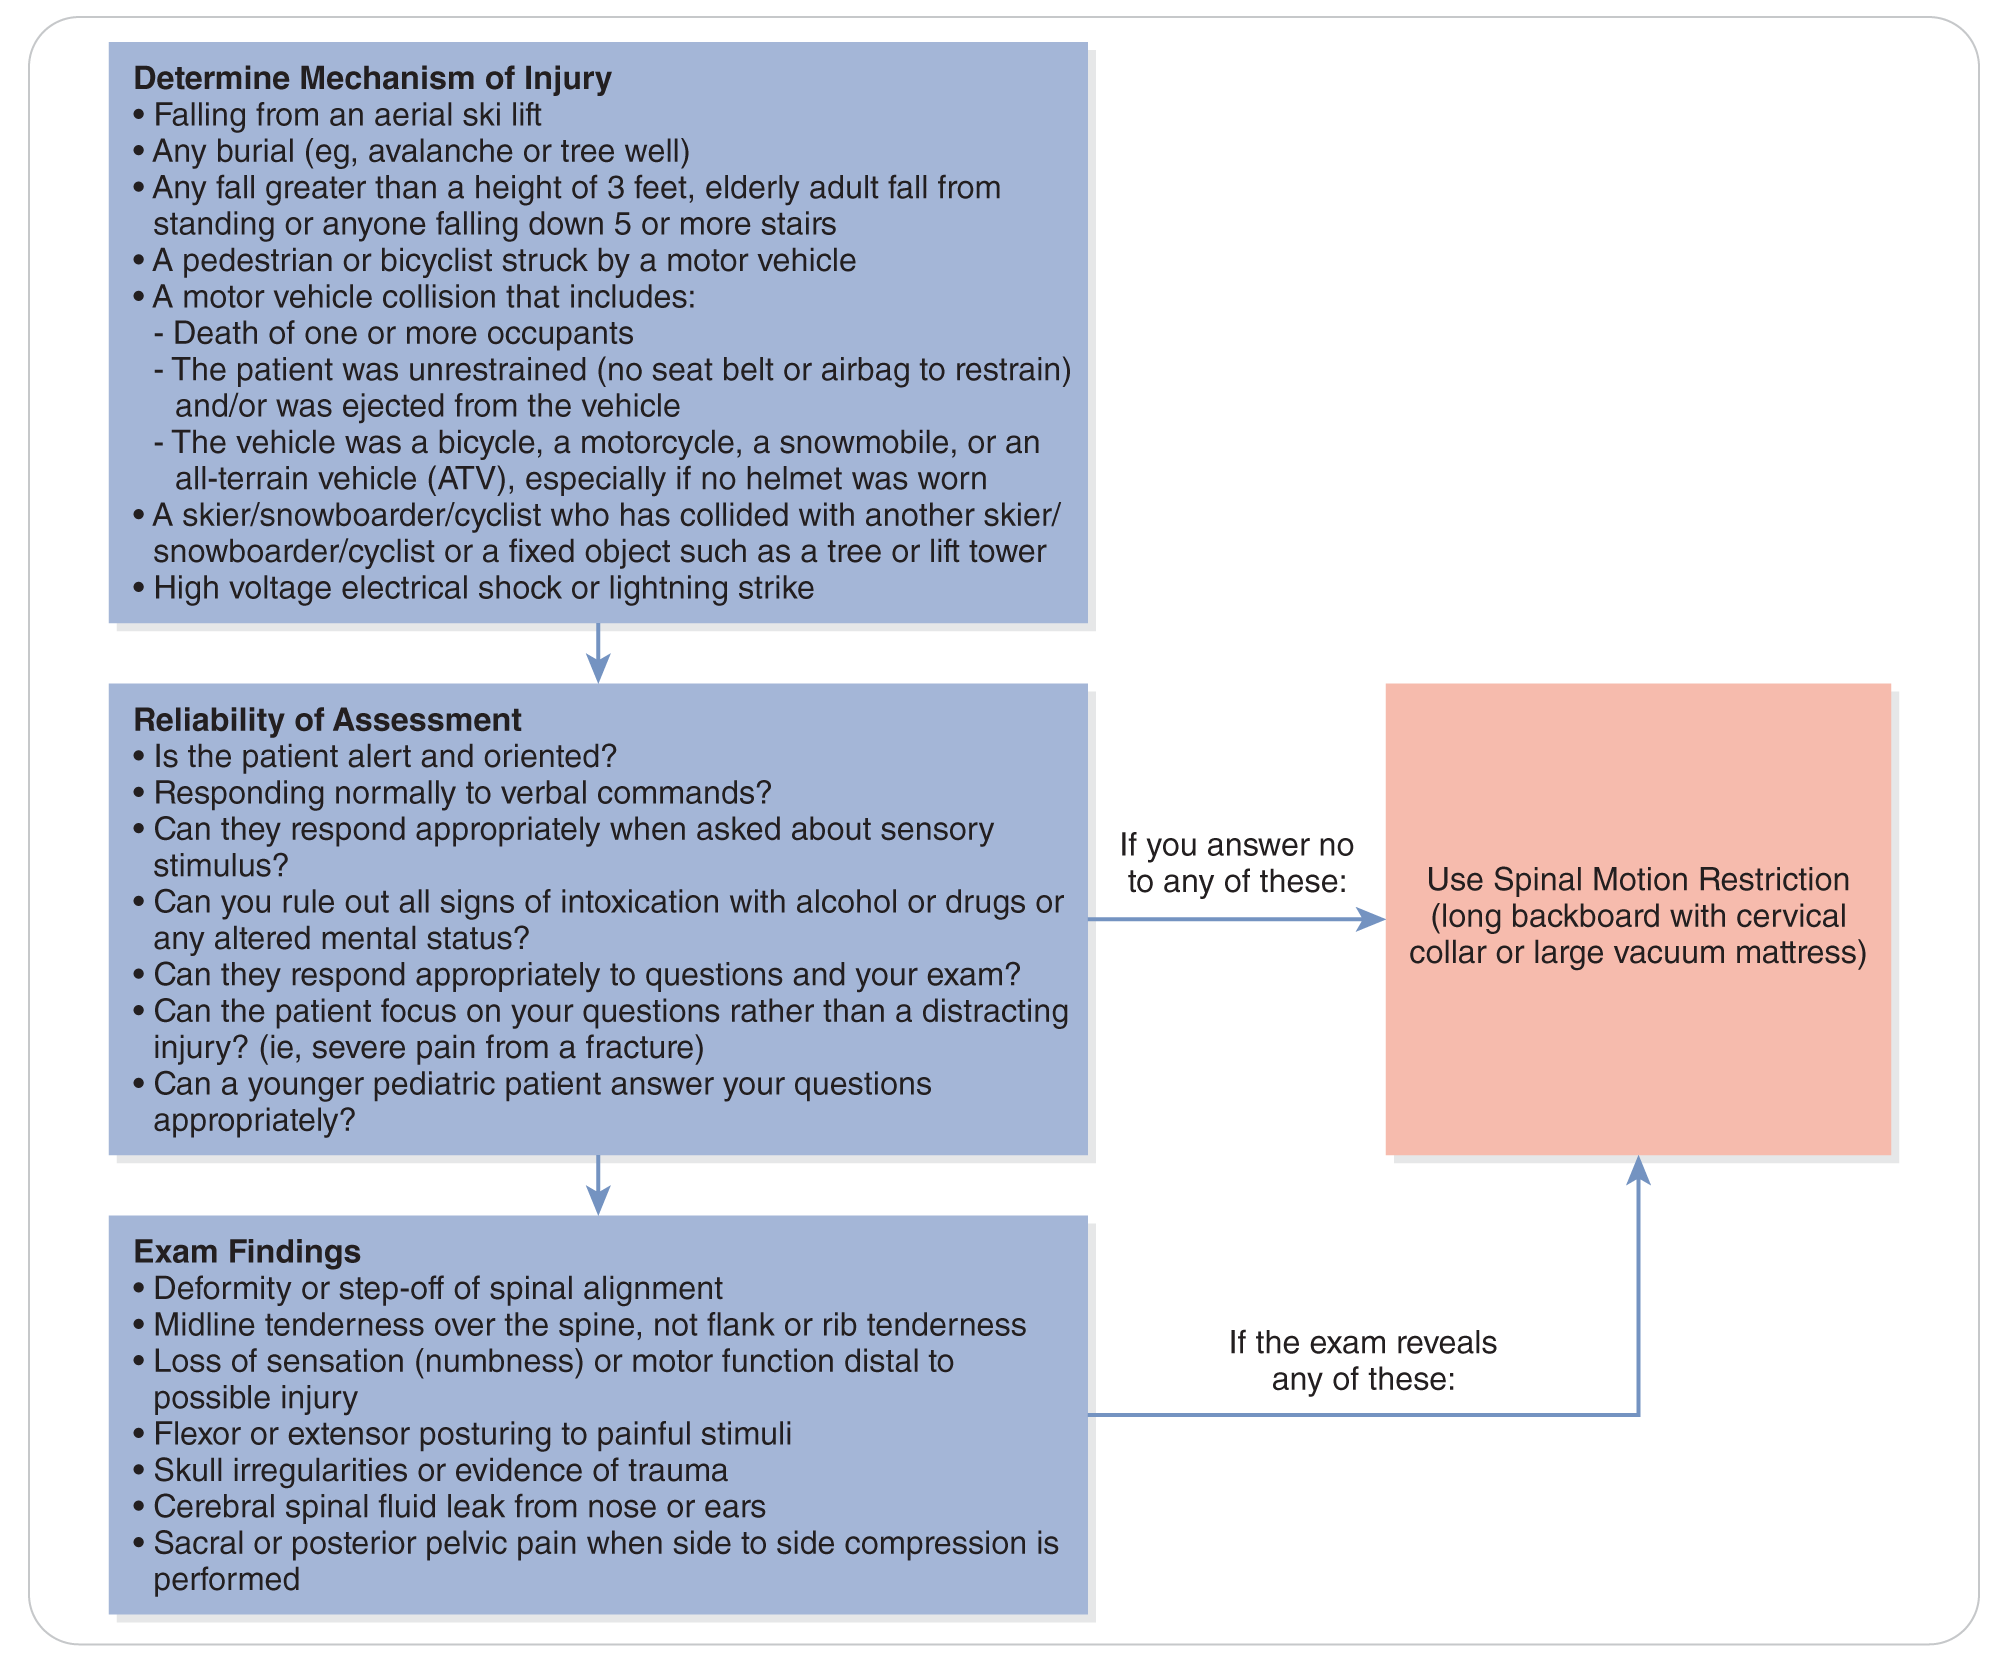 Determine Mechanism of Injury
• Falling from an aerial ski lift
• Any burial (eg, avalanche or tree well)
• Any fall greater than a height of 3 feet, elderly adult fall from
standing or anyone falling down 5 or more stairs
• A pedestrian or bicyclist struck by a motor vehicle
• A motor vehicle collision that includes:
- Death of one or more occupants
- The patient was unrestrained (no seat belt or airbag to restrain)
and/or was ejected from the vehicle
- The vehicle was a bicycle, a motorcycle, a snowmobile, or an
all-terrain vehicle (ATV), especially if no helmet was worn
• A skier/snowboarder/cyclist who has collided with another skier/
snowboarder/cyclist or a fixed object such as a tree or lift tower
• High voltage electrical shock or lightning strike
Reliability of Assessment
• Is the patient alert and oriented?
• Responding normally to verbal commands?
• Can they respond appropriately when asked about sensory
stimulus?
• Can you rule out all signs of intoxication with alcohol or drugs or
any altered mental status?
• Can they respond appropriately to questions and your exam?
• Can the patient focus on your questions rather than a distracting
injury? (ie, severe pain from a fracture)
• Can a younger pediatric patient answer your questions
appropriately?
If you answer no
to any of these:
Use Spinal Motion Restriction
(long backboard with cervical
collar or large vacuum mattress)
Exam Findings
• Deformity or step-off of spinal alignment
• Midline tenderness over the spine, not flank or rib tenderness
• Loss of sensation (numbness) or motor function distal to
possible injury
• Flexor or extensor posturing to painful stimuli
• Skull irregularities or evidence of trauma
• Cerebral spinal fluid leak from nose or ears
• Sacral or posterior pelvic pain when side to side compression is
performed
If the exam reveals
any of these: